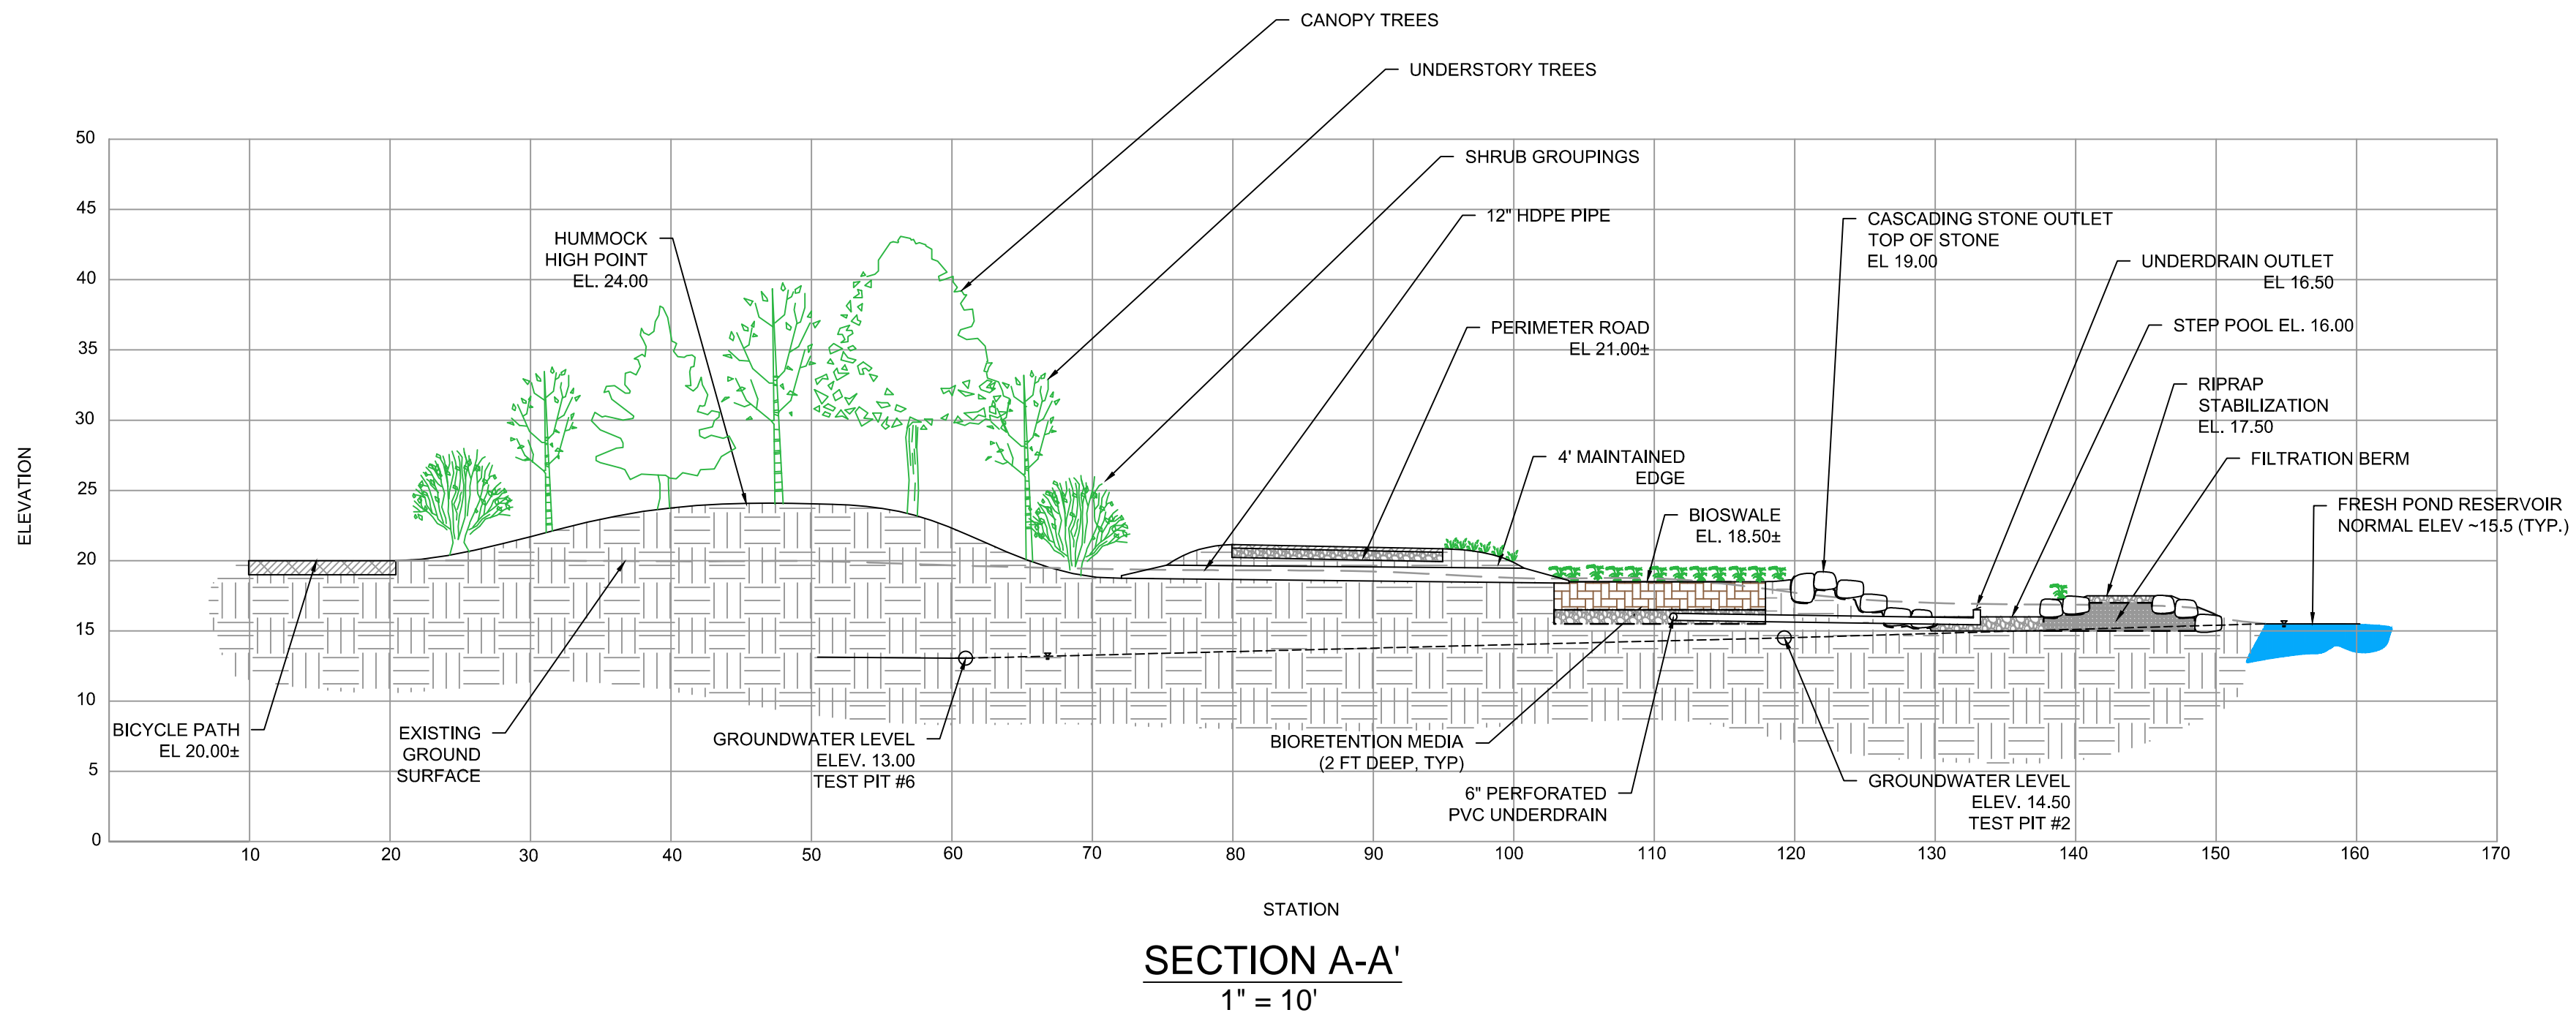 CANOPY TREES
UNDERSTORY TREES
SHRUB GROUPINGS
12" HDPE PIPE
HUMMOCK
HIGH POINT
EL. 24.00
CASCADING STONE OUTLET
TOP OF STONE
EL 19.00
UNDERDRAIN OUTLET
EL 16.50
PERIMETER ROAD
EL 21.00±
STEP POOL EL. 16.00
RIPRAP
STABILIZATION
EL. 17.50
4' MAINTAINED
EDGE
FILTRATION BERM
BIOSWALE
EL. 18.50±
FRESH POND RESERVOIR
NORMAL ELEV ~15.5 (TYP.)
ELEVATION
50
45
40
35
30
25
20
15
10
5
0
BICYCLE PATH
EL 20.00±
EXISTING
GROUND
SURFACE
GROUNDWATER LEVEL
ELEV. 13.00
TEST PIT #6
BIORETENTION MEDIA
(2 FT DEEP, TYP)
6" PERFORATED
PVC UNDERDRAIN
GROUNDWATER LEVEL
ELEV. 14.50
TEST PIT #2
10 20 30 40 50 60 70 80 90 100 110 120 130 140 150 160 170
STATION
SECTION A-A'
1" = 10'